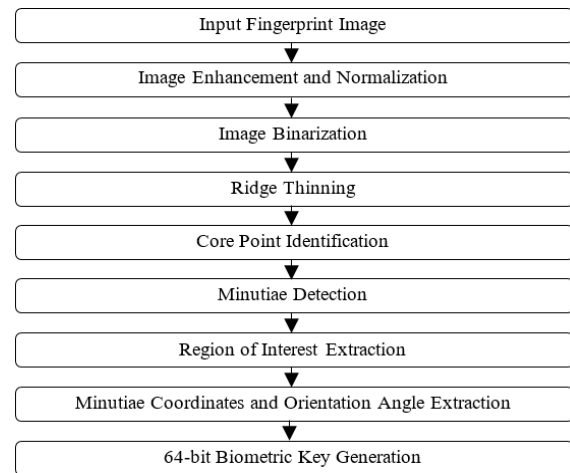 Input Fingerprint Image
Image Enhancement and Normalization
Image Binarization
Ridge Thinning
Core Point Identification
Minutiae Detection
Region of Interest Extraction
Minutiae Coordinates and Orientation Angle Extraction
64-bit Biometric Key Generation